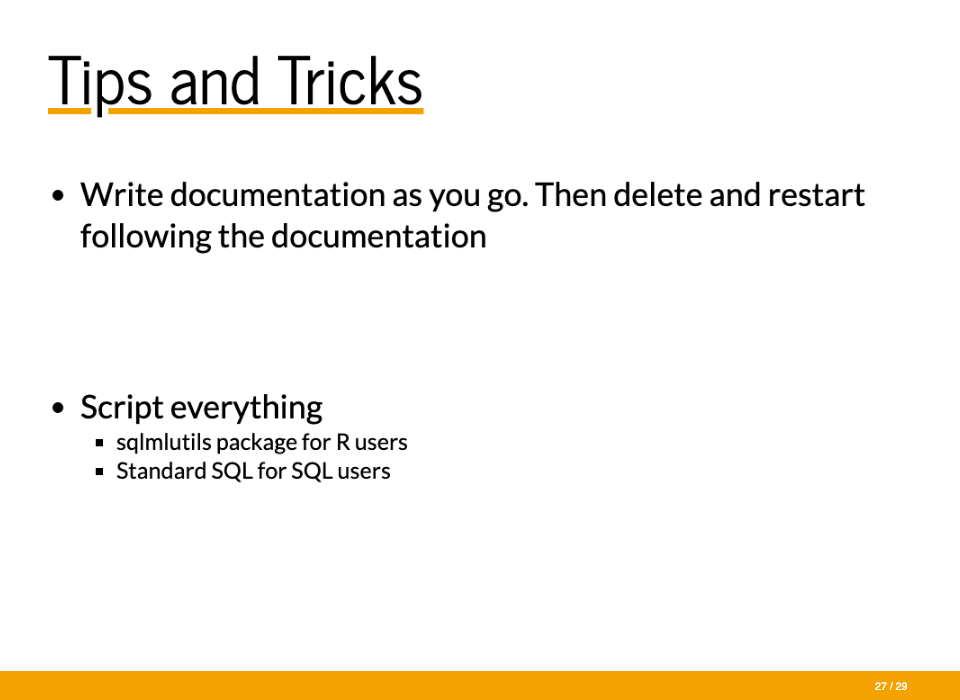 Tips and Tricks
• Write documentation as you go. Then delete and restart
following the documentation
• Script everything
▪ sqlmlutils package for R users
▪ Standard SQL for SQL users
27 / 29